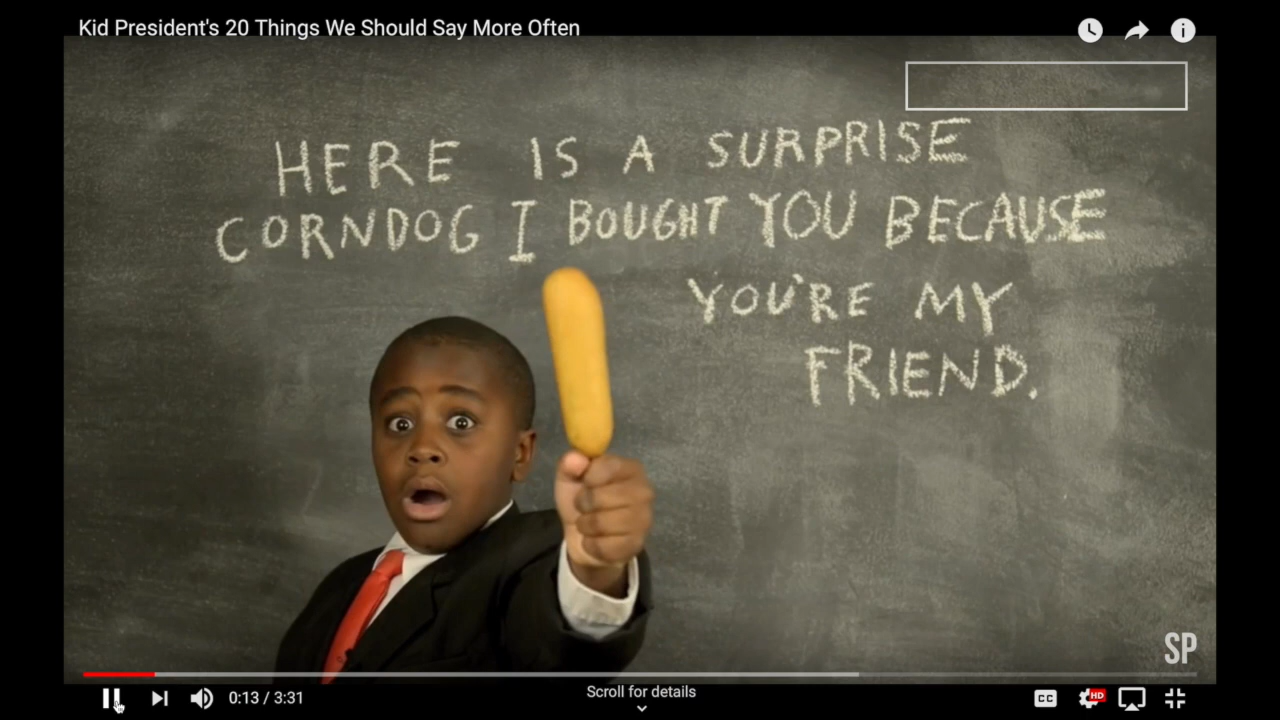 Kid President's 20 Things We Should Say More Often
HERE IS A SURPRISE
CORNDOG I BOUGHT YOU BECAUSE
YOU'RE MY
FRIEND.
SP
0:13 / 3:31
Scroll for details
CC
HD